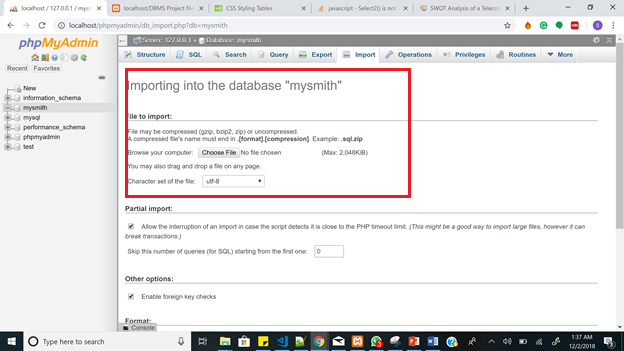 localhost / 127.0.0.1 / mys
localhost/DBMS Project file
CSS Styling Tables
javascript - Select2() is not
SWOT Analysis of a Telecom
localhost/phpmyadmin/db_import.php?db=mysmith
phpMyAdmin
Recent Favorites
New
information_schema
mysmith
mysql
performance_schema
phpmyadmin
test
Server: 127.0.0.1 » Database: mysmith
Structure SQL Search Query Export Import Operations Privileges Routines More
Importing into the database "mysmith"
File to import:
File may be compressed (gzip, bzip2, zip) or uncompressed.
A compressed file's name must end in .[format].[compression]. Example: .sql.zip
Browse your computer: Choose File No file chosen (Max: 2,048KiB)
You may also drag and drop a file on any page.
Character set of the file: utf-8
Partial import:
Allow the interruption of an import in case the script detects it is close to the PHP timeout limit. (This might be a good way to import large files, however it can
break transactions.)
Skip this number of queries (for SQL) starting from the first one: 0
Other options:
Enable foreign key checks
Format:
Console
Type here to search
1:37 AM
12/2/2018